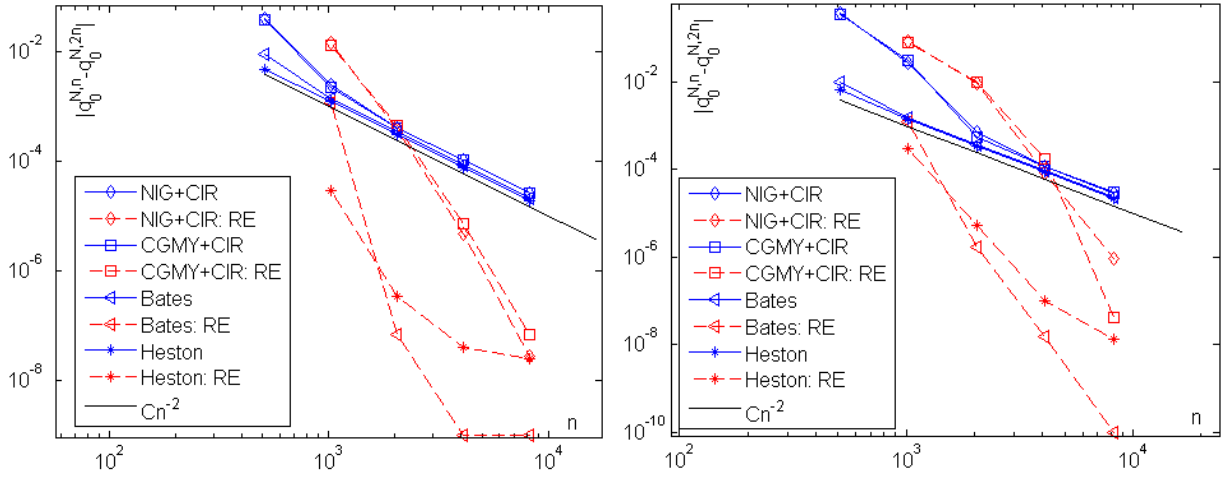 |q₀^{N,n}-q₀^{N,2n}|
10⁻²
10⁻⁴
10⁻⁶
10⁻⁸
NIG+CIR
NIG+CIR: RE
CGMY+CIR
CGMY+CIR: RE
Bates
Bates: RE
Heston
Heston: RE
Cn⁻²
n
10²
10³
10⁴
|q₀^{N,n}-q₀^{N,2n}|
10⁻²
10⁻⁴
10⁻⁶
10⁻⁸
10⁻¹⁰
NIG+CIR
NIG+CIR: RE
CGMY+CIR
CGMY+CIR: RE
Bates
Bates: RE
Heston
Heston: RE
Cn⁻²
n
10²
10³
10⁴